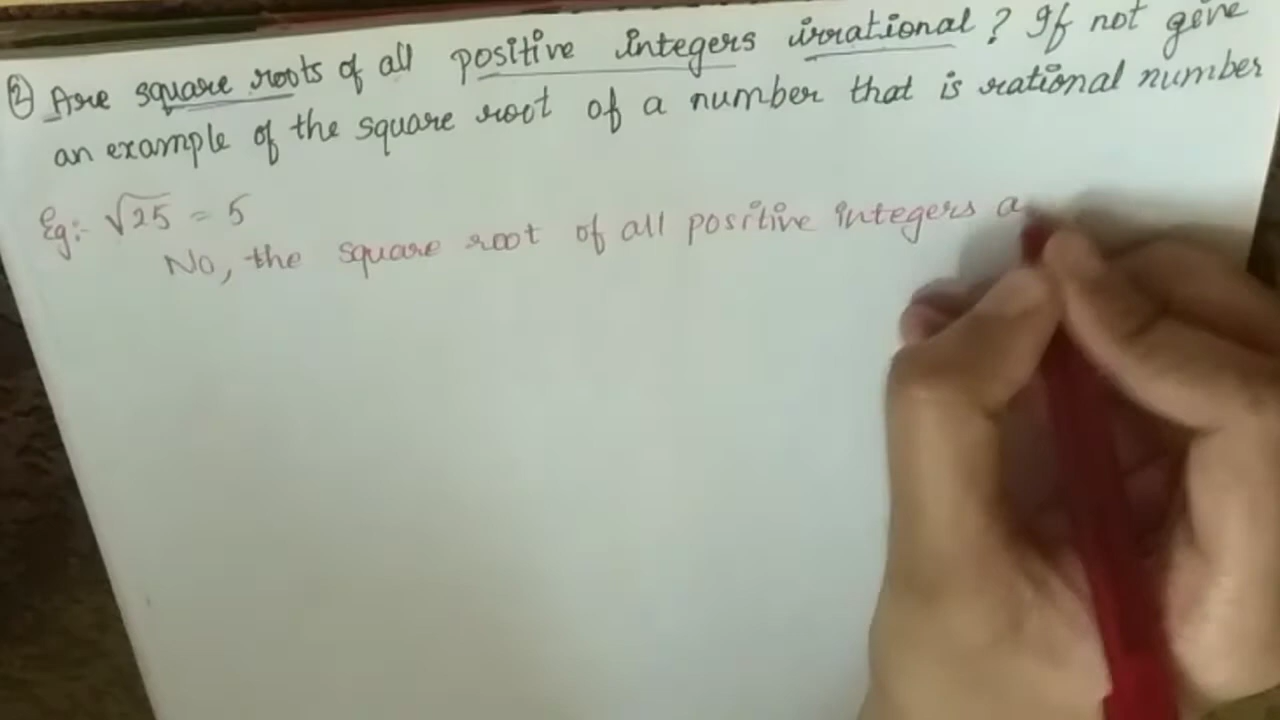 ② Are square roots of all positive integers irrational? If not give
an example of the square root of a number that is rational number
Eg:- √25 = 5
No, the square root of all positive integers a